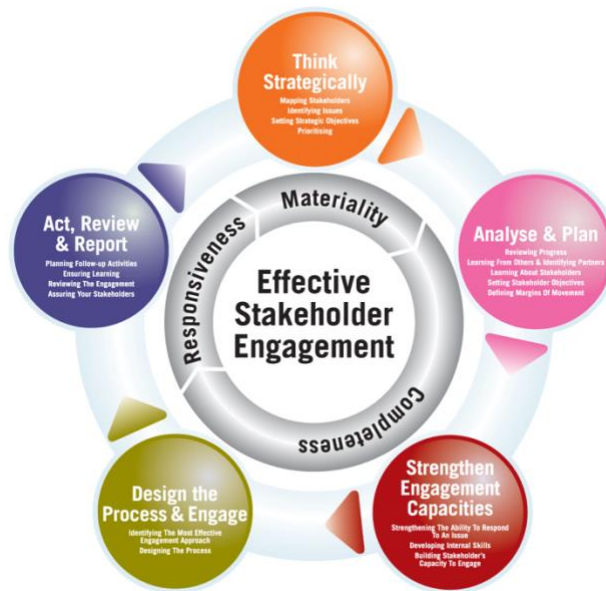 Think
Strategically
Mapping Stakeholders
Identifying Issues
Setting Strategic Objectives
Prioritising
Analyse & Plan
Reviewing Progress
Learning From Others & Identifying Partners
Learning About Stakeholders
Setting Stakeholder Objectives
Defining Margins Of Movement
Strengthen
Engagement
Capacities
Strengthening The Ability To Respond
To An Issue
Developing Internal Skills
Building Stakeholder's
Capacity To Engage
Design the
Process & Engage
Identifying The Most Effective
Engagement Approach
Designing The Process
Act, Review
& Report
Planning Follow-up Activities
Ensuring Learning
Reviewing The Engagement
Assuring Your Stakeholders
Materiality
Completeness
Responsiveness
Effective
Stakeholder
Engagement